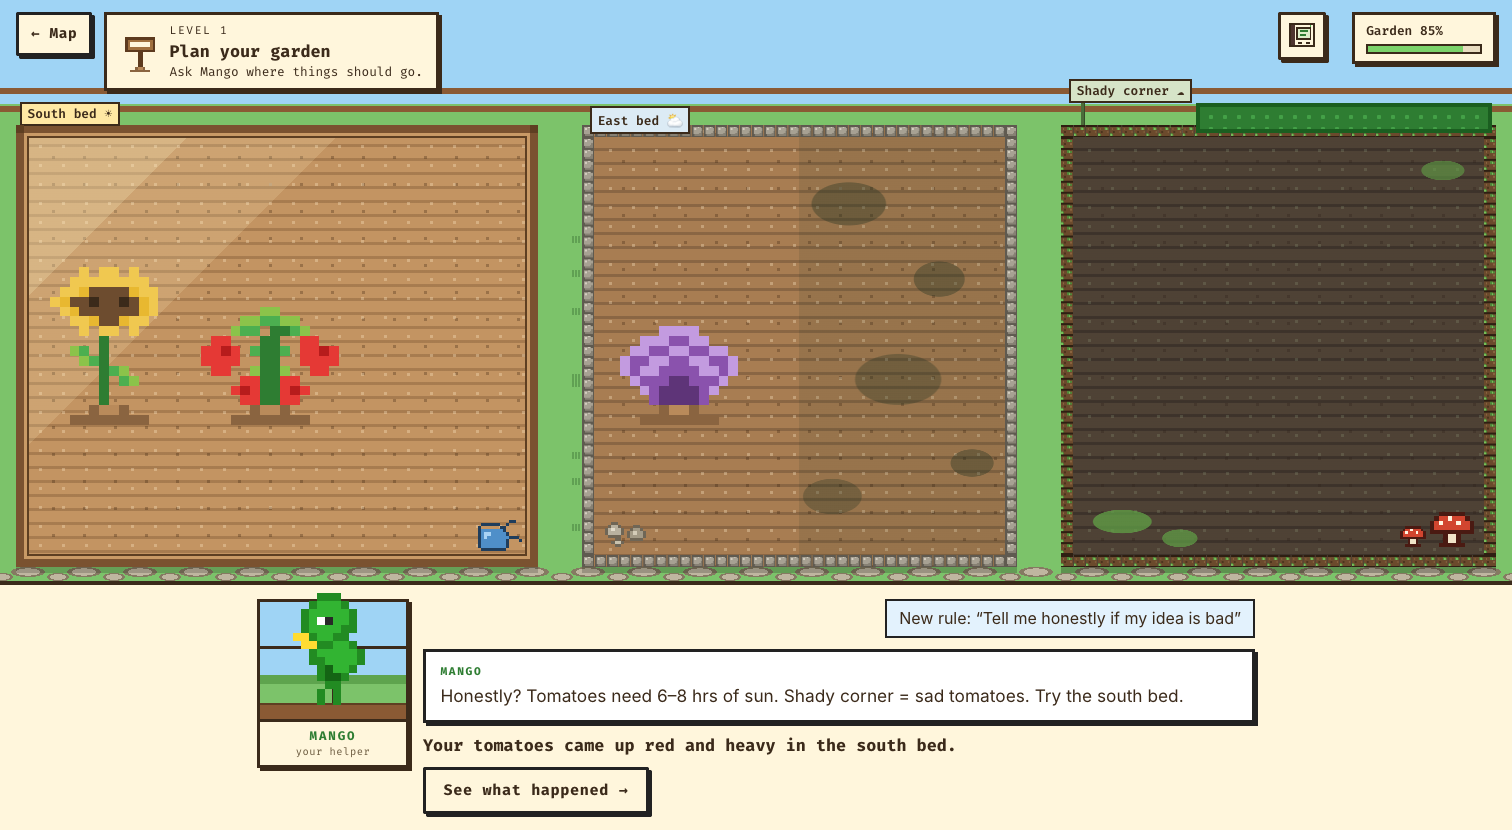 ← Map
LEVEL 1
Plan your garden
Ask Mango where things should go.
Garden 85%
South bed ☀
East bed ⛅
Shady corner ☁
New rule: “Tell me honestly if my idea is bad”
MANGO
Honestly? Tomatoes need 6–8 hrs of sun. Shady corner = sad tomatoes. Try the south bed.
MANGO
your helper
Your tomatoes came up red and heavy in the south bed.
See what happened →